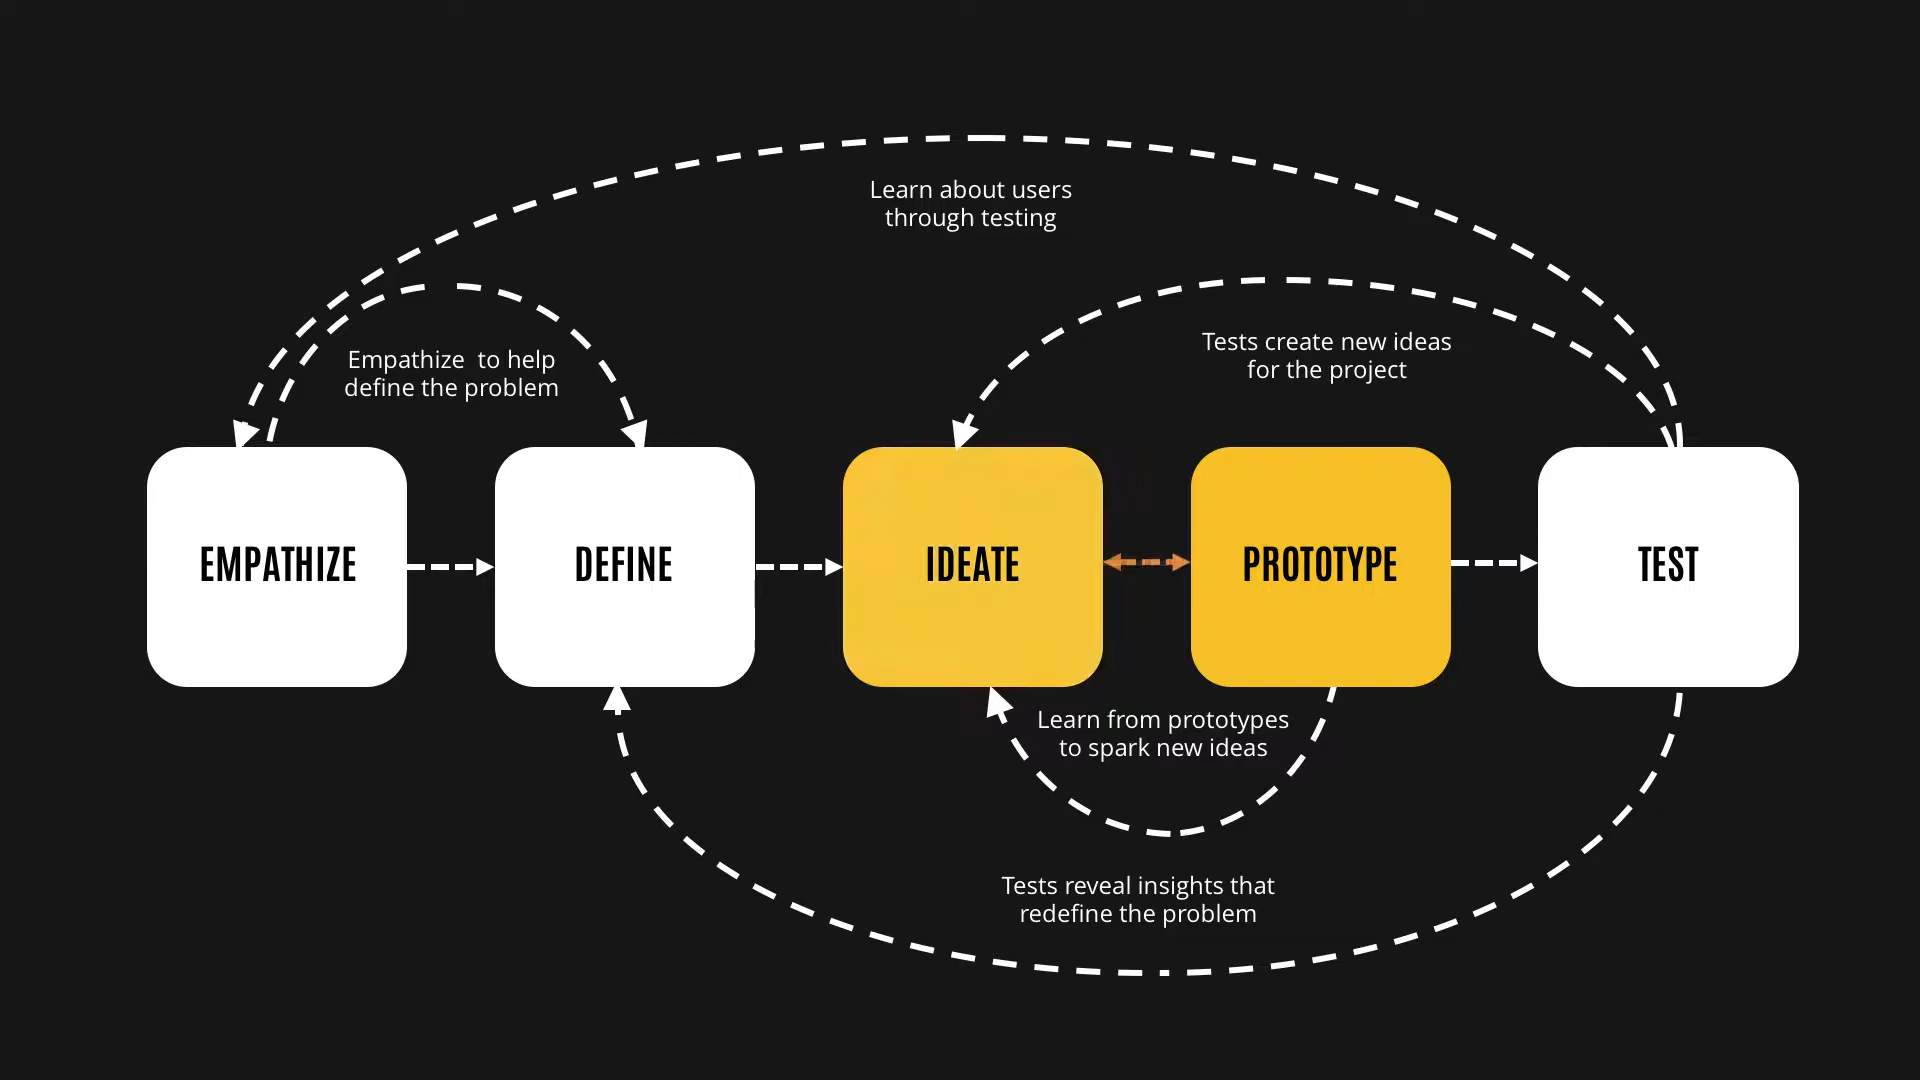 Learn about users
through testing
Empathize  to help
define the problem
Tests create new ideas
for the project
EMPATHIZE
DEFINE
IDEATE
PROTOTYPE
TEST
Learn from prototypes
to spark new ideas
Tests reveal insights that
redefine the problem